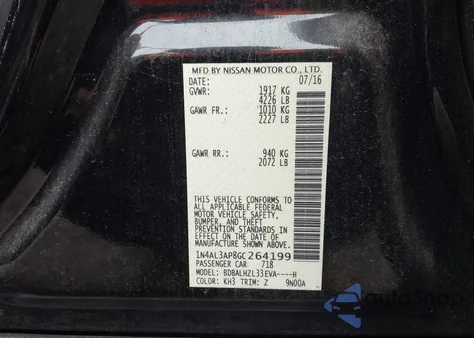 MFD BY NISSAN MOTOR CO., LTD.
DATE: 07/16
GVWR: 1917 KG
4226 LB
GAWR FR.: 1010 KG
2227 LB
GAWR RR.: 940 KG
2072 LB
THIS VEHICLE CONFORMS TO
ALL APPLICABLE FEDERAL
MOTOR VEHICLE SAFETY,
BUMPER, AND THEFT
PREVENTION STANDARDS IN
EFFECT ON THE DATE OF
MANUFACTURE SHOWN ABOVE.
1N4AL3AP8GC264199
PASSENGER CAR 718
MODEL: BDBALHZL33EVA----H
COLOR: KH3 TRIM: Z 9N00A
AutoShop